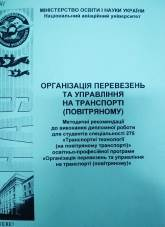 МІНІСТЕРСТВО ОСВІТИ І НАУКИ УКРАЇНИ
Національний авіаційний університет
ОРГАНІЗАЦІЯ ПЕРЕВЕЗЕНЬ
ТА УПРАВЛІННЯ
НА ТРАНСПОРТІ
(ПОВІТРЯНОМУ)
Методичні рекомендації
до виконання дипломної роботи
для студентів спеціальності 275
«Транспортні технології
(на повітряному транспорті)»
освітньо-професійної програми
«Організація перевезень та управління
на транспорті (повітряному)»